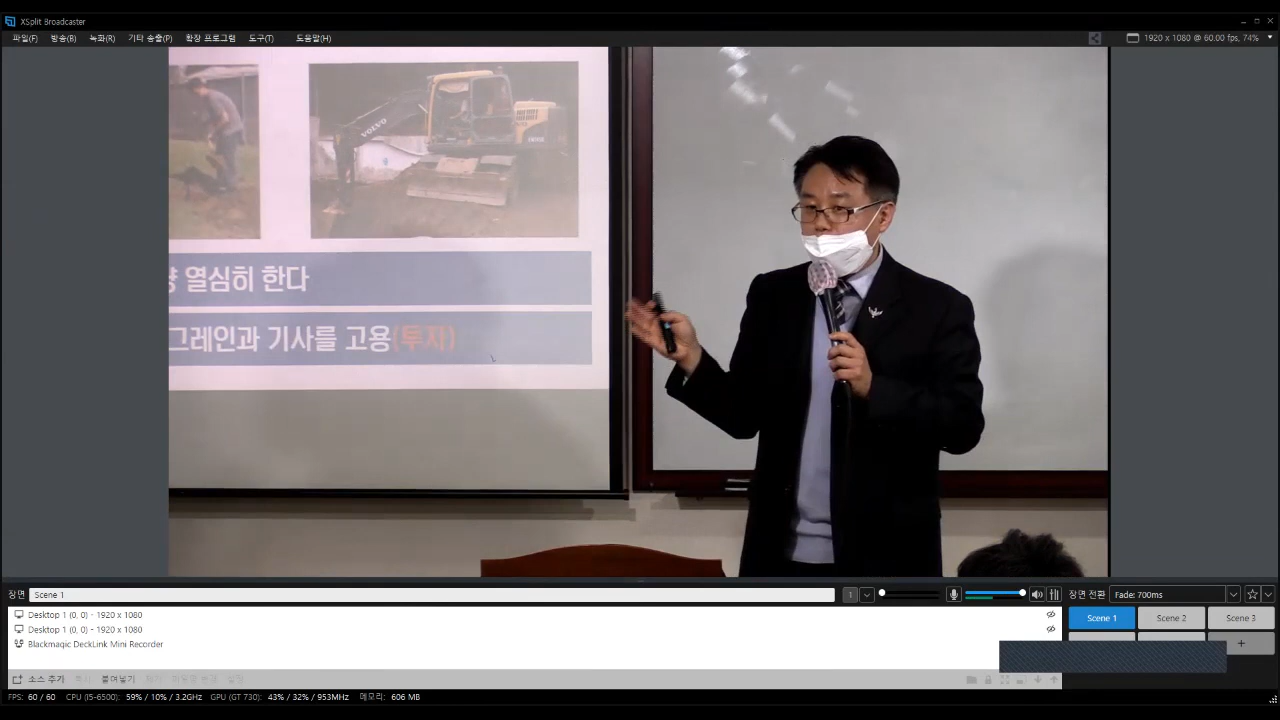 XSplit Broadcaster
파일(F) 방송(B) 녹화(R) 기타 송출(P) 확장 프로그램 도구(T) 도움말(H) 1920 x 1080 @ 60.00 fps, 74%
VOLVO
열심히 한다
그레인과 기사를 고용(투자)
장면 Scene 1 1 장면 전환 Fade: 700ms
Desktop 1 (0, 0) - 1920 x 1080
Desktop 1 (0, 0) - 1920 x 1080
Blackmagic DeckLink Mini Recorder
Scene 1 Scene 2 Scene 3
+
소스 추가 복사 붙여넣기
FPS: 60 / 60 CPU (I5-6500): 59% / 10% / 3.2GHz GPU (GT 730): 43% / 32% / 953MHz 메모리: 606 MB